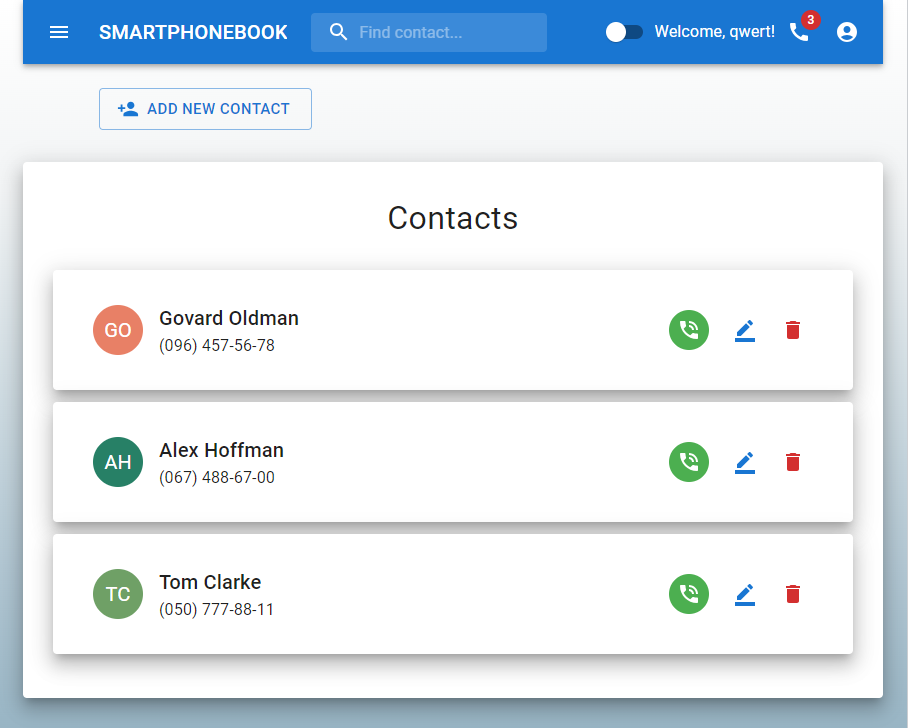 SMARTPHONEBOOK
Find contact...
Welcome, qwert!
3
ADD NEW CONTACT
Contacts
GO
Govard Oldman
(096) 457-56-78
AH
Alex Hoffman
(067) 488-67-00
TC
Tom Clarke
(050) 777-88-11